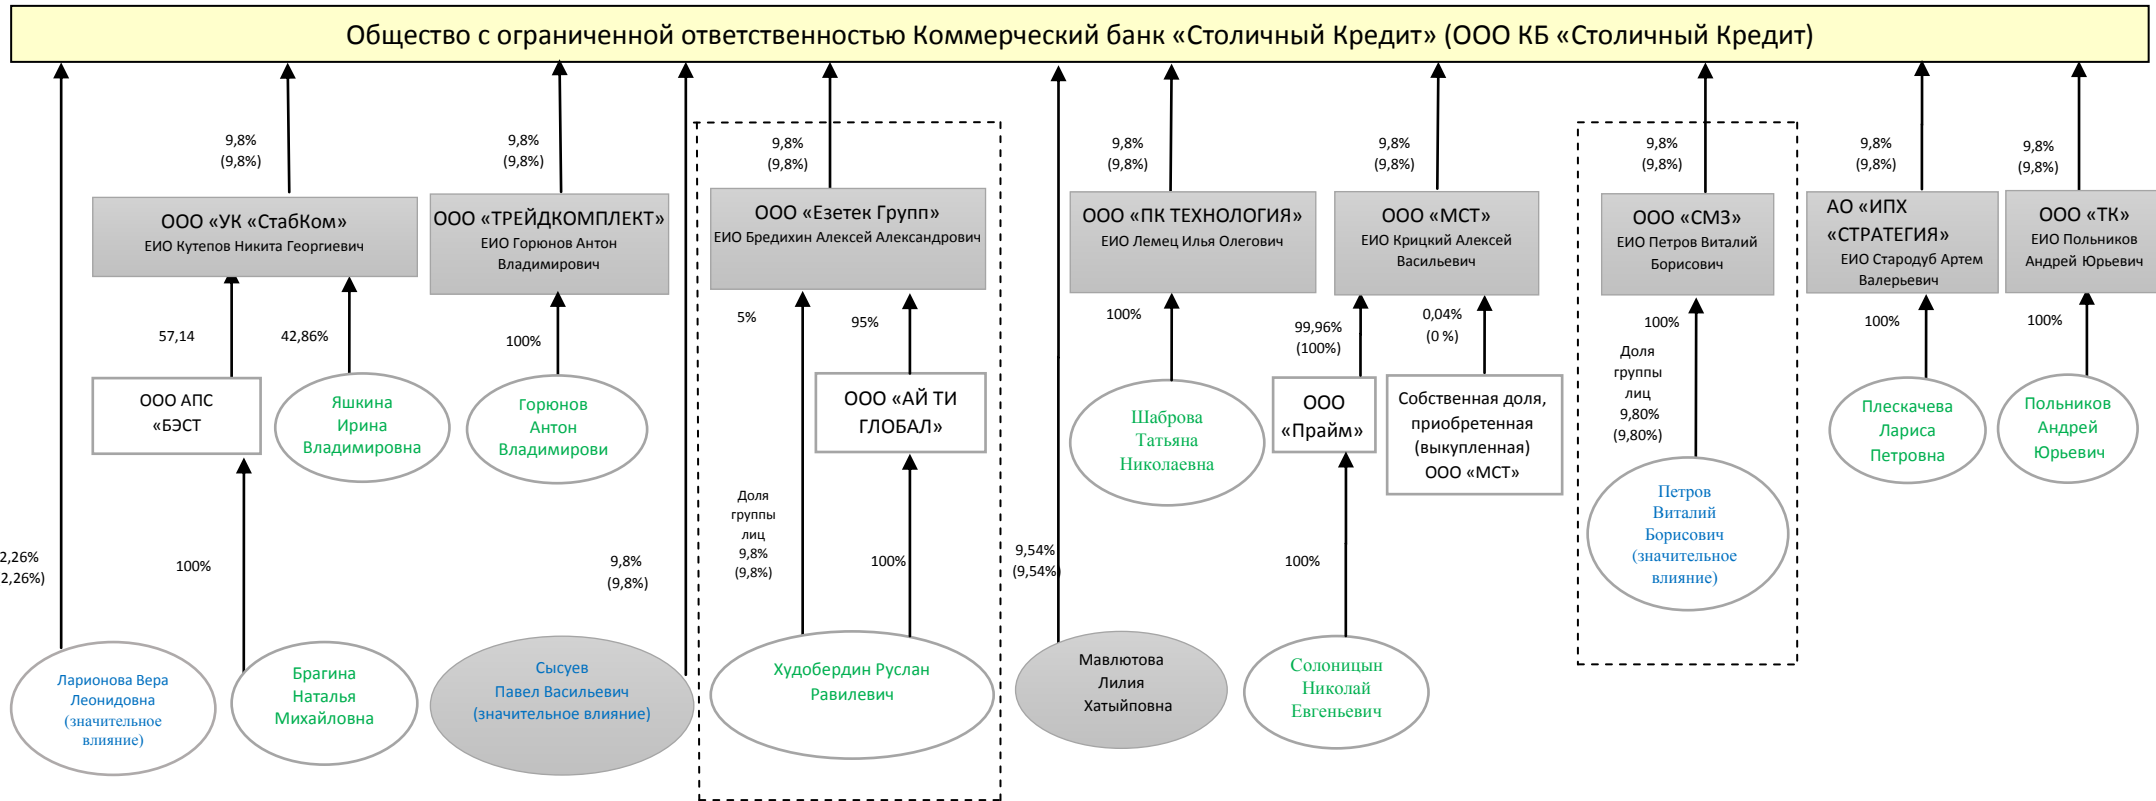 Общество с ограниченной ответственностью Коммерческий банк «Столичный Кредит» (ООО КБ «Столичный Кредит)
9,8%
(9,8%)
9,8%
(9,8%)
9,8%
(9,8%)
9,8%
(9,8%)
9,8%
(9,8%)
9,8%
(9,8%)
9,8%
(9,8%)
9,8%
(9,8%)
ООО «УК «СтабКом»
ЕИО Кутепов Никита Георгиевич
ООО «ТРЕЙДКОМПЛЕКТ»
ЕИО Горюнов Антон
Владимирович
ООО «Езетек Групп»
ЕИО Бредихин Алексей Александрович
ООО «ПК ТЕХНОЛОГИЯ»
ЕИО Лемец Илья Олегович
ООО «МСТ»
ЕИО Крицкий Алексей
Васильевич
ООО «СМЗ»
ЕИО Петров Виталий
Борисович
АО «ИПХ
«СТРАТЕГИЯ»
ЕИО Стародуб Артем
Валерьевич
ООО «ТК»
ЕИО Польников
Андрей Юрьевич
57,14
42,86%
100%
5%
95%
100%
99,96%
(100%)
0,04%
(0 %)
100%
Доля
группы
лиц
9,80%
(9,80%)
100%
100%
ООО АПС
«БЭСТ
Яшкина
Ирина
Владимировна
Горюнов
Антон
Владимирови
ООО «АЙ ТИ
ГЛОБАЛ»
Шаброва
Татьяна
Николаевна
ООО
«Прайм»
Собственная доля,
приобретенная
(выкупленная)
ООО «МСТ»
Петров
Виталий
Борисович
(значительное
влияние)
Плескачева
Лариса
Петровна
Польников
Андрей
Юрьевич
2,26%
2,26%)
100%
9,8%
(9,8%)
Доля
группы
лиц
9,8%
(9,8%)
100%
9,54%
(9,54%)
100%
Ларионова Вера
Леонидовна
(значительное
влияние)
Брагина
Наталья
Михайловна
Сысуев
Павел Васильевич
(значительное влияние)
Худобердин Руслан
Равилевич
Мавлютова
Лилия
Хатыйповна
Солоницын
Николай
Евгеньевич